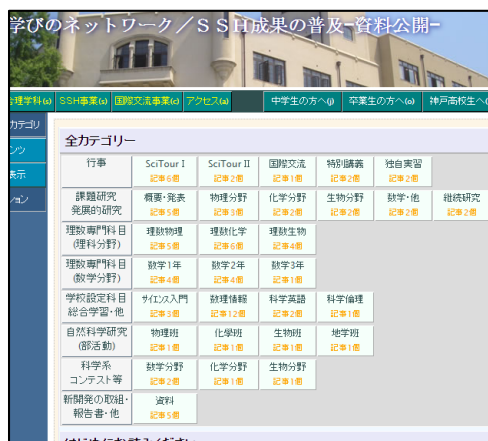 学びのネットワーク／ＳＳＨ成果の普及-資料公開-
合理学科(s) SSH事業(s) 国際交流事業(c) アクセス(a) 中学生の方へ(j) 卒業生の方へ(o) 神戸高校生へ(
カテゴリ
ンツ
表示
ョン
全カテゴリー
行事 SciTour I SciTour II 国際交流 特別講義 独自実習
記事6個 記事2個 記事1個 記事2個 記事2個
課題研究 概要・発表 物理分野 化学分野 生物分野 数学・他 継続研究
発展的研究 記事5個 記事3個 記事2個 記事2個 記事2個 記事2個
理数専門科目 理数物理 理数化学 理数生物
(理科分野) 記事5個 記事6個 記事4個
理数専門科目 数学1年 数学2年 数学3年
(数学分野) 記事4個 記事4個 記事1個
学校設定科目 サイエンス入門 数理情報 科学英語 科学倫理
総合学習・他 記事3個 記事12個 記事2個 記事1個
自然科学研究 物理班 化学班 生物班 地学班
(部活動) 記事1個 記事1個 記事1個 記事1個
科学系 数学分野 化学分野 生物分野
コンテスト等 記事2個 記事1個 記事1個
新開発の取組・ 資料
報告書・他 記事5個
はじめにお読みください